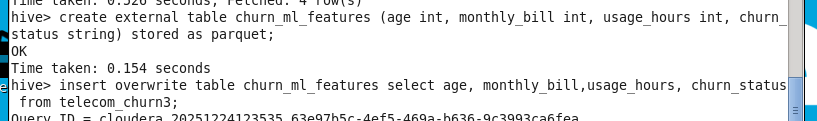 Time taken: 0.526 seconds, Fetched: 4 row(s)
hive> create external table churn_ml_features (age int, monthly_bill int, usage_hours int, churn_
status string) stored as parquet;
OK
Time taken: 0.154 seconds
hive> insert overwrite table churn_ml_features select age, monthly_bill,usage_hours, churn_status
 from telecom_churn3;
Query ID = cloudera_20251224123535_63e97b5c-4ef5-469a-b636-9c3993ca6fea